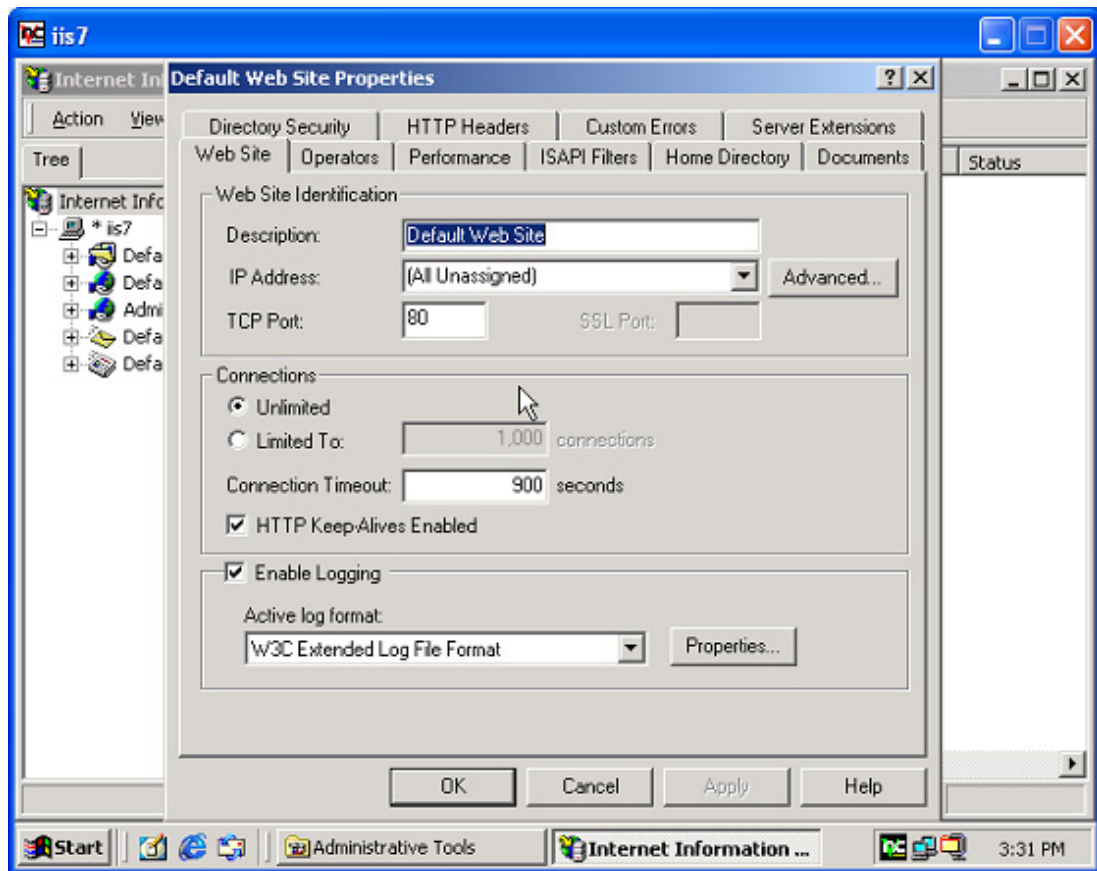 iis7
Internet In
Default Web Site Properties
Action View
Tree
Status
Directory Security HTTP Headers Custom Errors Server Extensions
Web Site Operators Performance ISAPI Filters Home Directory Documents
Internet Infc
* iis7
Defa
Defa
Admi
Defa
Defa
Web Site Identification
Description: Default Web Site
IP Address: (All Unassigned) Advanced...
TCP Port: 80 SSL Port:
Connections
Unlimited
Limited To: 1,000 connections
Connection Timeout: 900 seconds
HTTP Keep-Alives Enabled
Enable Logging
Active log format:
W3C Extended Log File Format Properties...
OK Cancel Apply Help
Start Administrative Tools Internet Information ... 3:31 PM